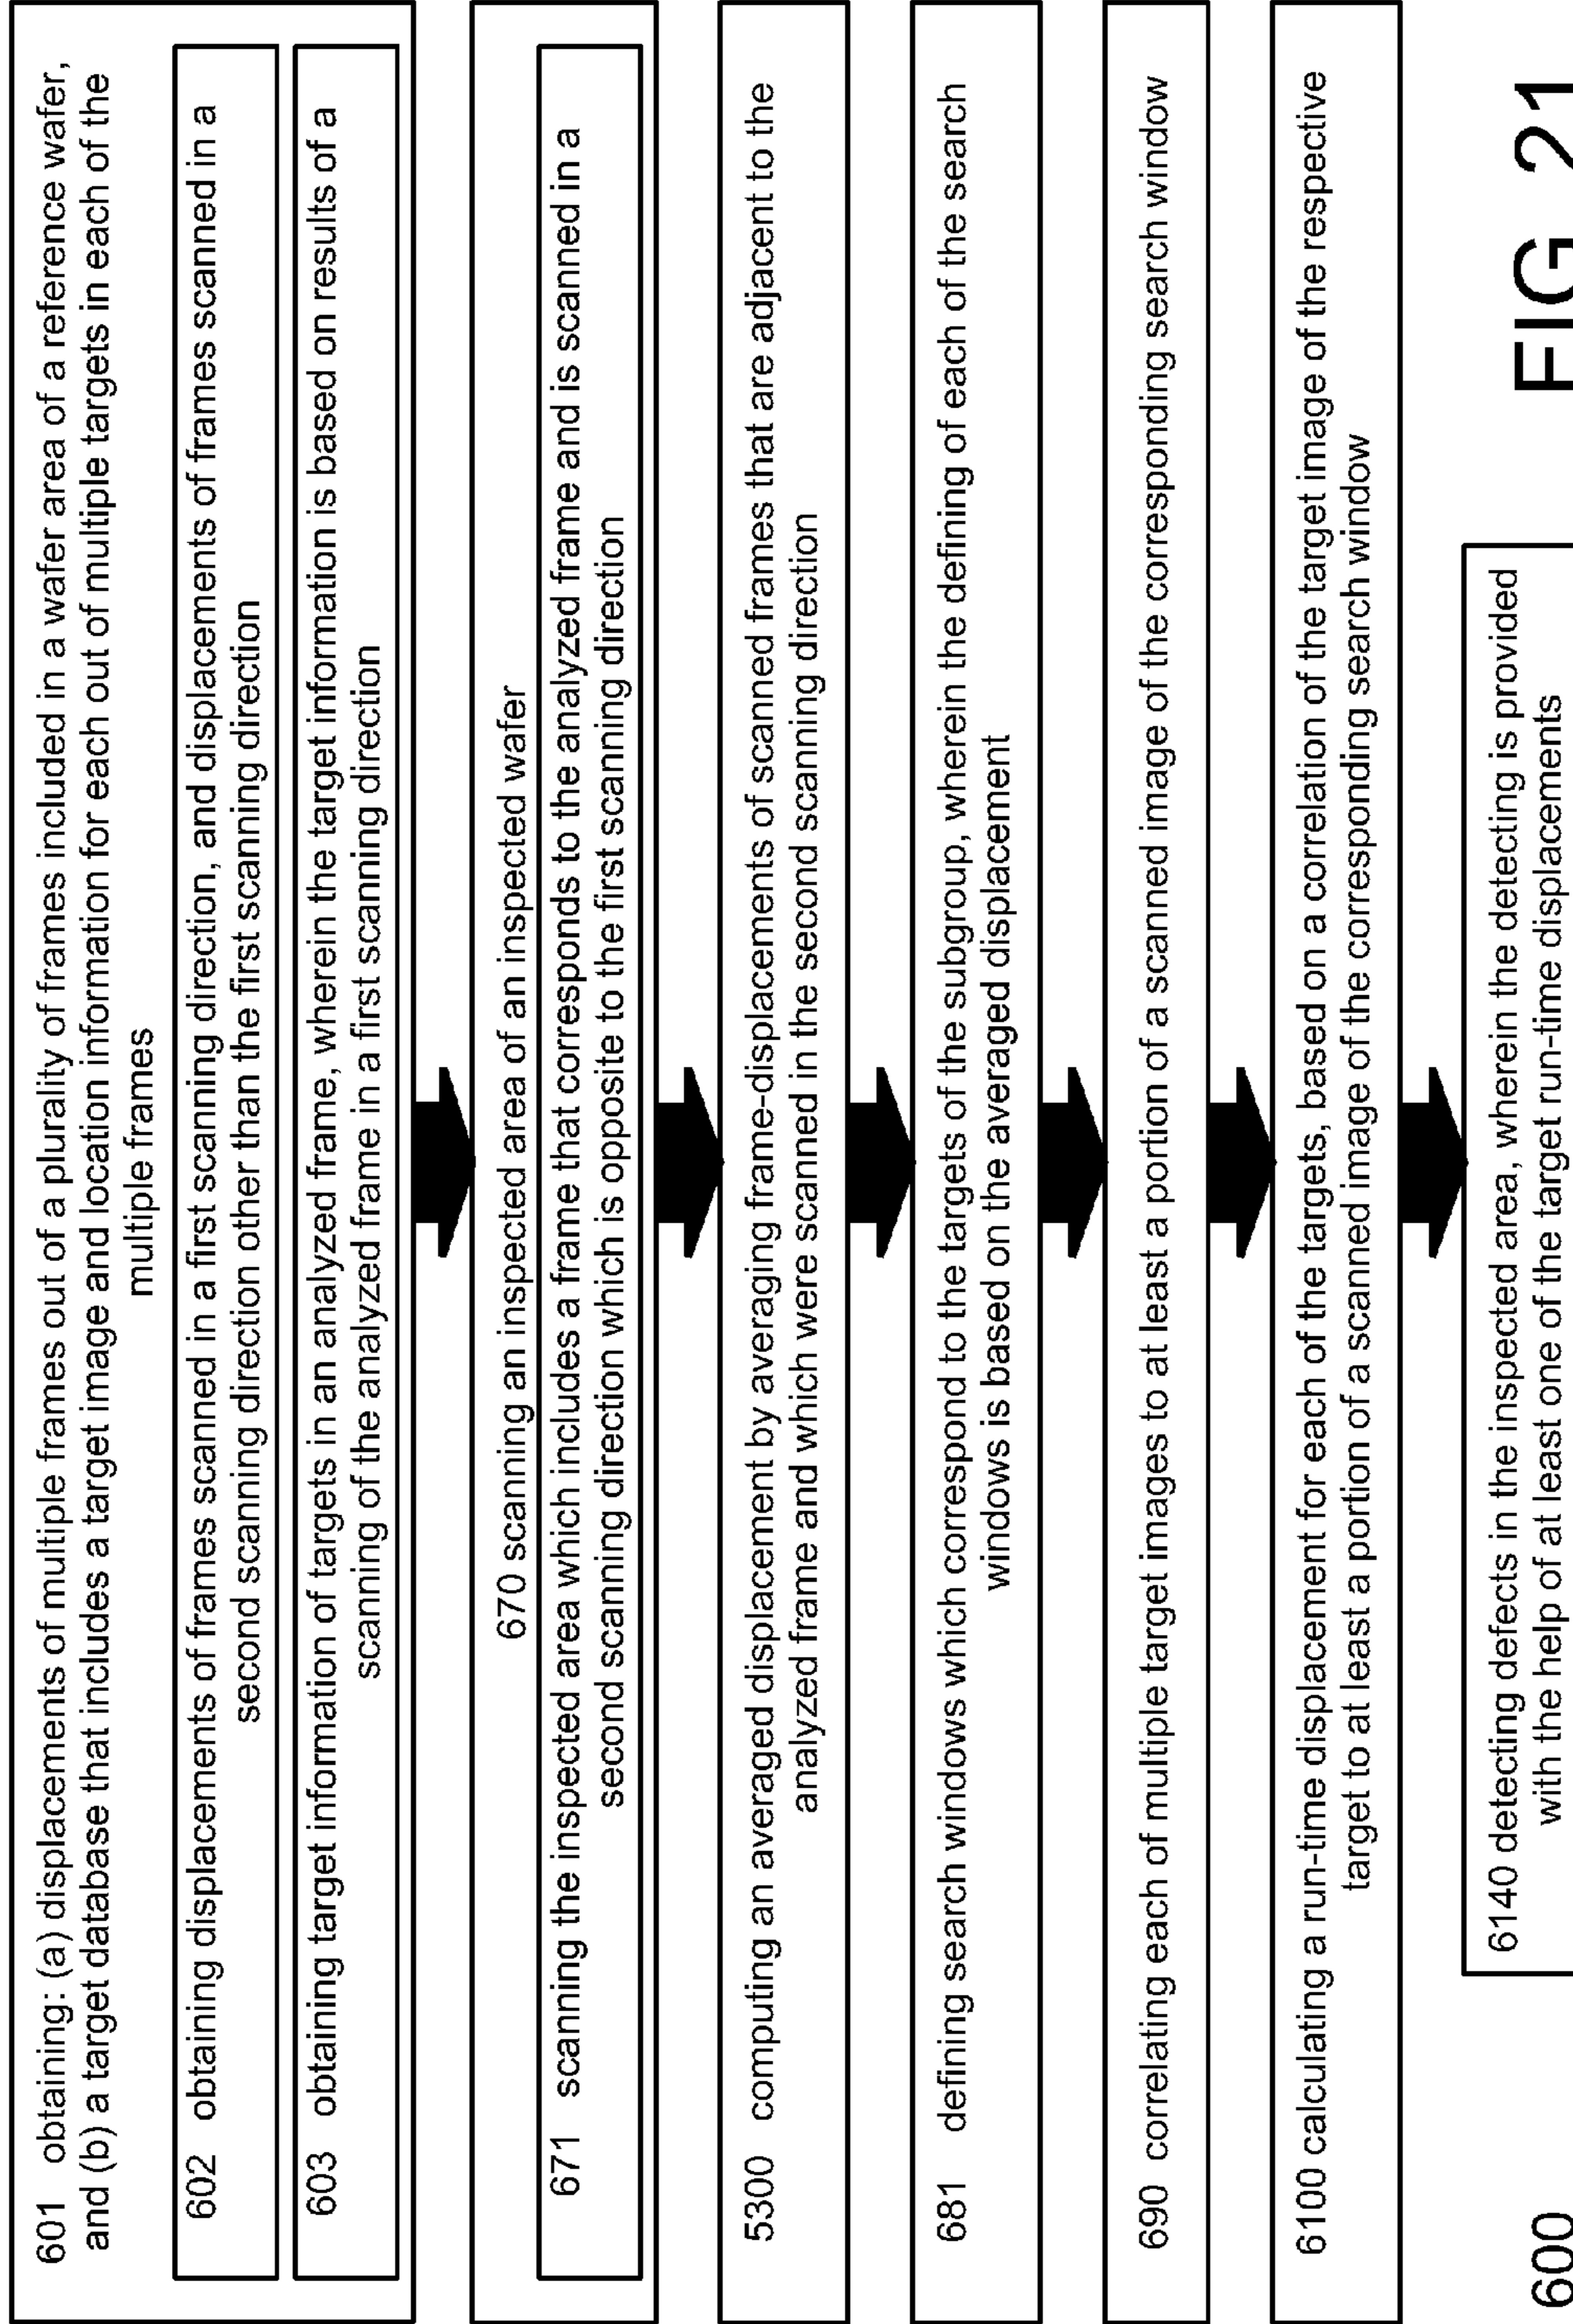 601 obtaining: (a) displacements of multiple frames out of a plurality of frames included in a wafer area of a reference wafer,
and (b) a target database that includes a target image and location information for each out of multiple targets in each of the
multiple frames
602 obtaining displacements of frames scanned in a first scanning direction, and displacements of frames scanned in a
second scanning direction other than the first scanning direction
603 obtaining target information of targets in an analyzed frame, wherein the target information is based on results of a
scanning of the analyzed frame in a first scanning direction
670 scanning an inspected area of an inspected wafer
671 scanning the inspected area which includes a frame that corresponds to the analyzed frame and is scanned in a
second scanning direction which is opposite to the first scanning direction
5300 computing an averaged displacement by averaging frame-displacements of scanned frames that are adjacent to the
analyzed frame and which were scanned in the second scanning direction
681 defining search windows which correspond to the targets of the subgroup, wherein the defining of each of the search
windows is based on the averaged displacement
690 correlating each of multiple target images to at least a portion of a scanned image of the corresponding search window
6100 calculating a run-time displacement for each of the targets, based on a correlation of the target image of the respective
target to at least a portion of a scanned image of the corresponding search window
6140 detecting defects in the inspected area, wherein the detecting is provided
with the help of at least one of the target run-time displacements
600
FIG 21